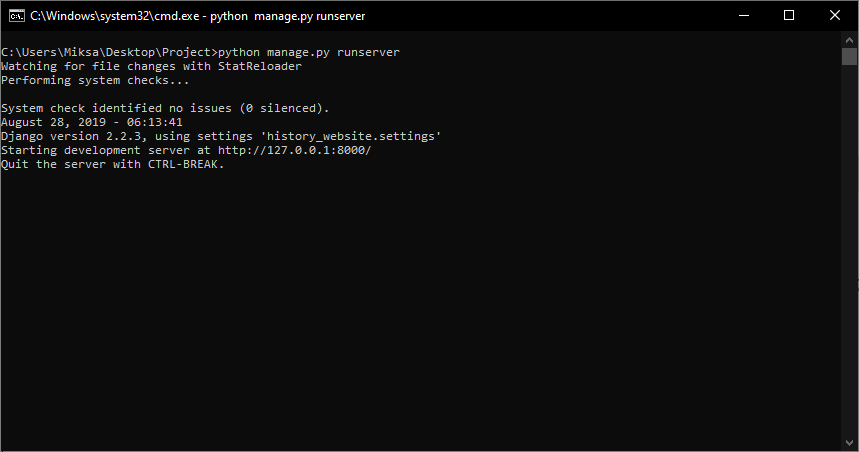 C:\Windows\system32\cmd.exe - python  manage.py runserver
C:\Users\Miksa\Desktop\Project>python manage.py runserver
Watching for file changes with StatReloader
Performing system checks...
System check identified no issues (0 silenced).
August 28, 2019 - 06:13:41
Django version 2.2.3, using settings 'history_website.settings'
Starting development server at http://127.0.0.1:8000/
Quit the server with CTRL-BREAK.